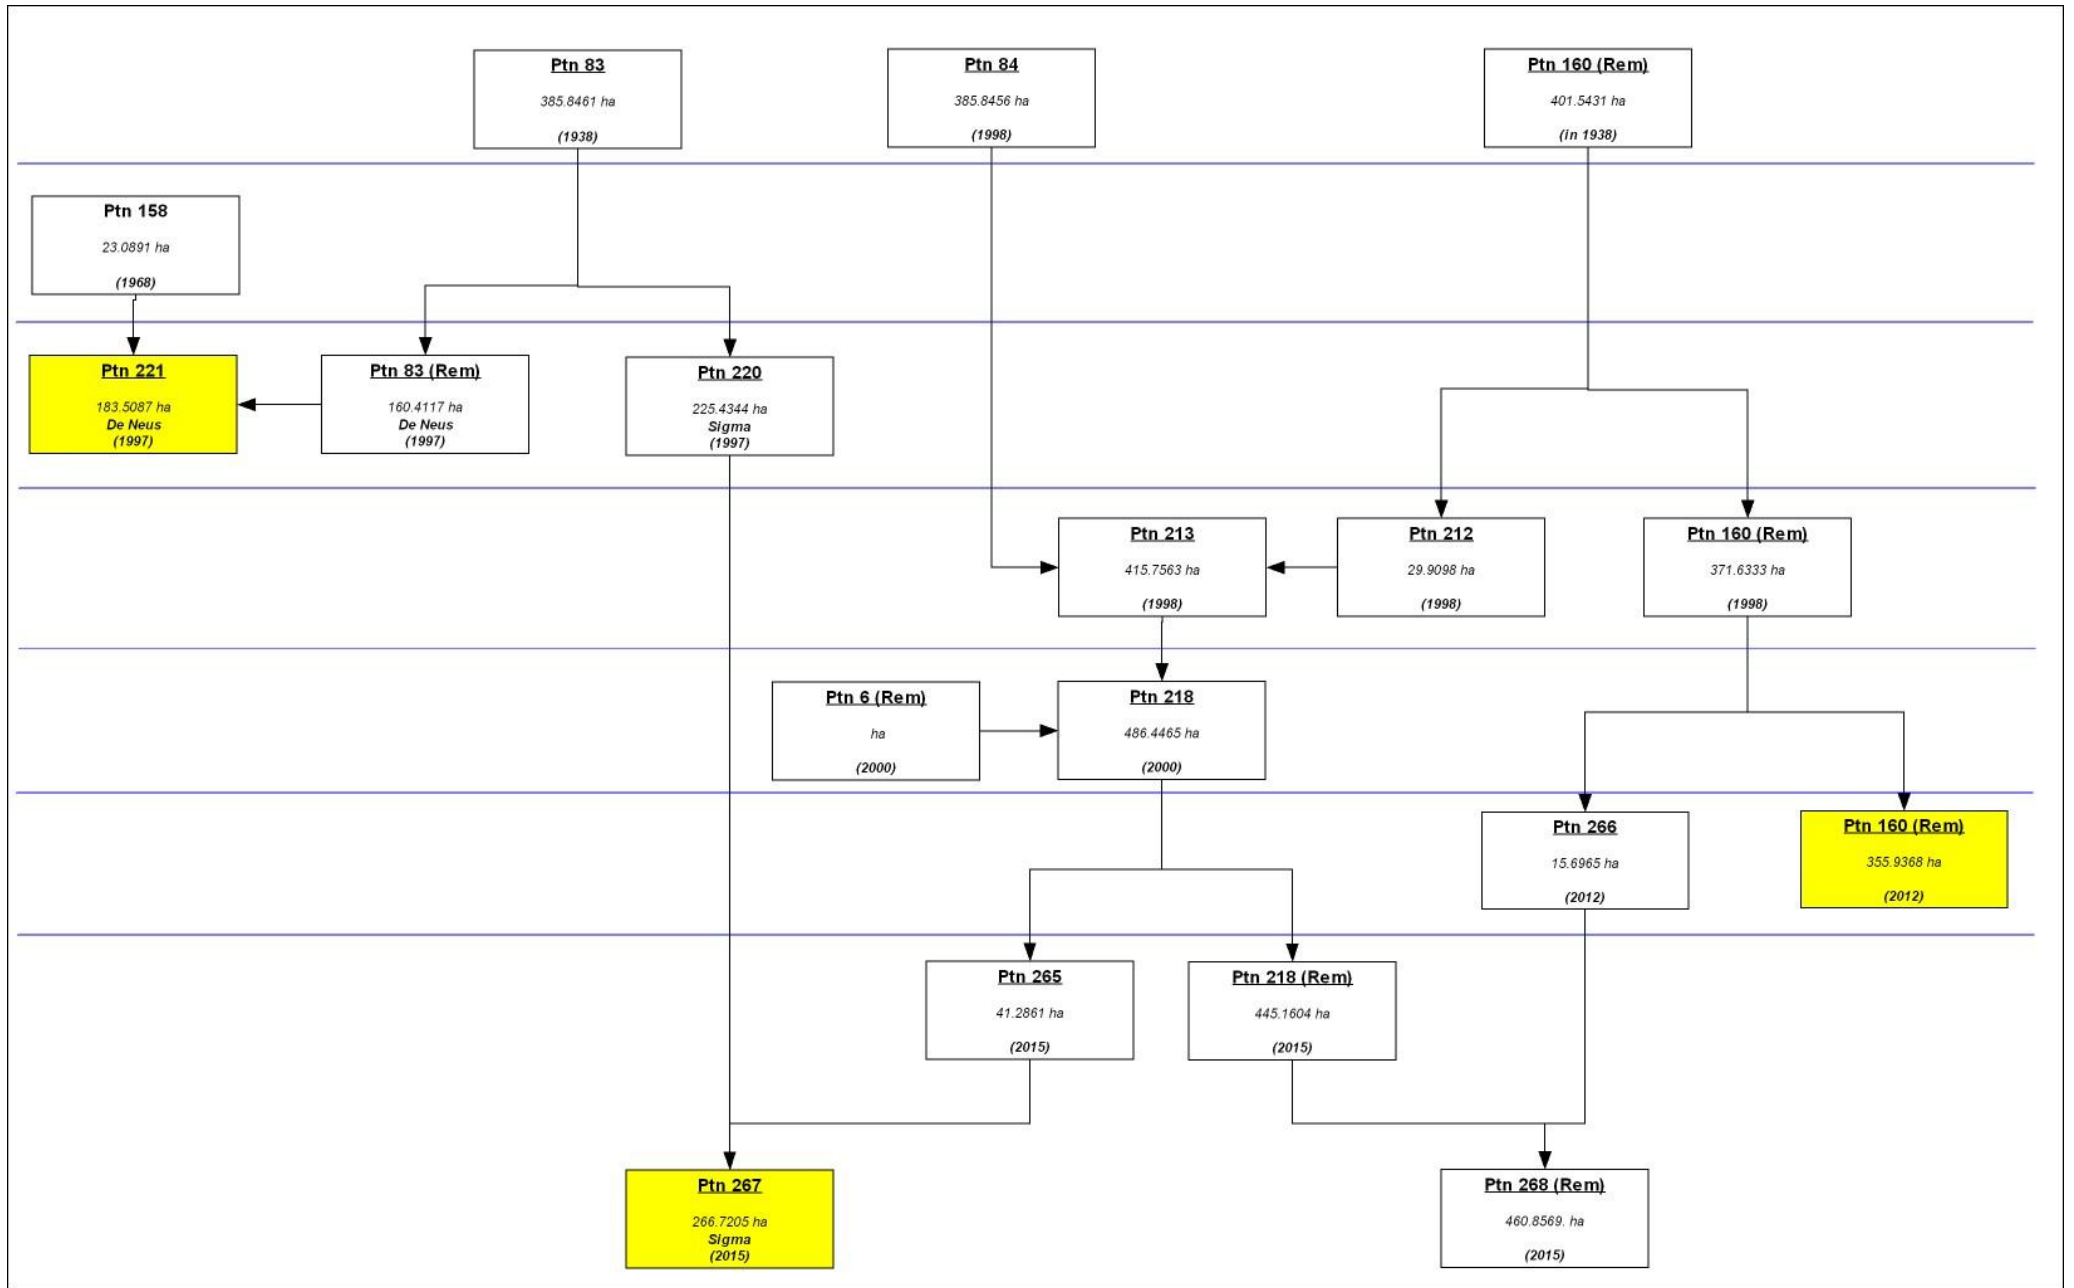 Ptn 83
385.8461 ha
(1938)
Ptn 84
385.8456 ha
(1998)
Ptn 160 (Rem)
401.5431 ha
(in 1938)
Ptn 158
23.0891 ha
(1968)
Ptn 221
183.5087 ha
De Neus
(1997)
Ptn 83 (Rem)
160.4117 ha
De Neus
(1997)
Ptn 220
225.4344 ha
Sigma
(1997)
Ptn 213
415.7563 ha
(1998)
Ptn 212
29.9098 ha
(1998)
Ptn 160 (Rem)
371.6333 ha
(1998)
Ptn 6 (Rem)
ha
(2000)
Ptn 218
486.4465 ha
(2000)
Ptn 266
15.6965 ha
(2012)
Ptn 160 (Rem)
355.9368 ha
(2012)
Ptn 265
41.2861 ha
(2015)
Ptn 218 (Rem)
445.1604 ha
(2015)
Ptn 267
266.7205 ha
Sigma
(2015)
Ptn 268 (Rem)
460.8569. ha
(2015)